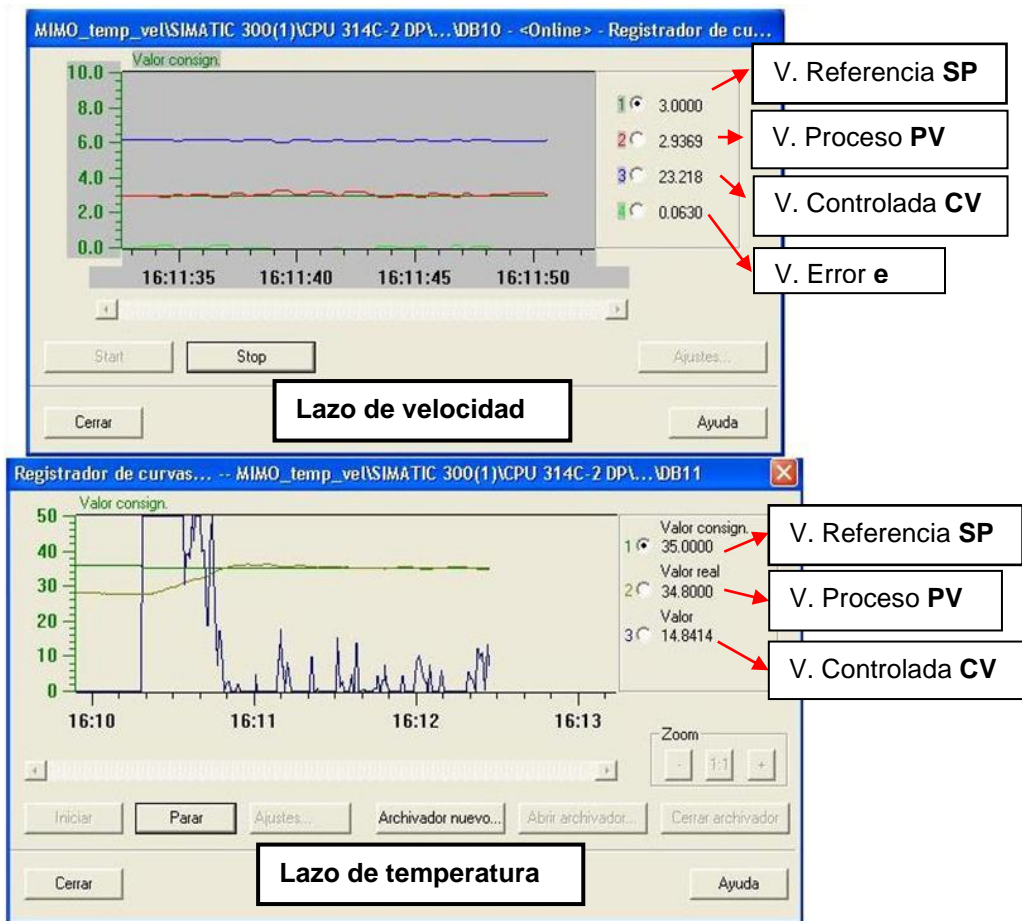 MIMO_temp_vel\SIMATIC 300(1)\CPU 314C-2 DP\...\DB10 - <Online> - Registrador de cu...
Valor consign.
10.0
8.0
6.0
4.0
2.0
0.0
16:11:35 16:11:40 16:11:45 16:11:50
1 3.0000
2 2.9369
3 23.218
4 0.0630
V. Referencia SP
V. Proceso PV
V. Controlada CV
V. Error e
Start
Stop
Ajustes...
Lazo de velocidad
Cerrar
Ayuda
Registrador de curvas... -- MIMO_temp_vel\SIMATIC 300(1)\CPU 314C-2 DP\...\DB11
Valor consign.
50
40
30
20
10
0
16:10 16:11 16:12 16:13
Valor consign.
1 35.0000
Valor real
2 34.8000
Valor
3 14.8414
V. Referencia SP
V. Proceso PV
V. Controlada CV
Zoom
- 1:1 +
Iniciar
Parar
Ajustes...
Archivador nuevo...
Abrir archivador...
Cerrar archivador
Lazo de temperatura
Cerrar
Ayuda